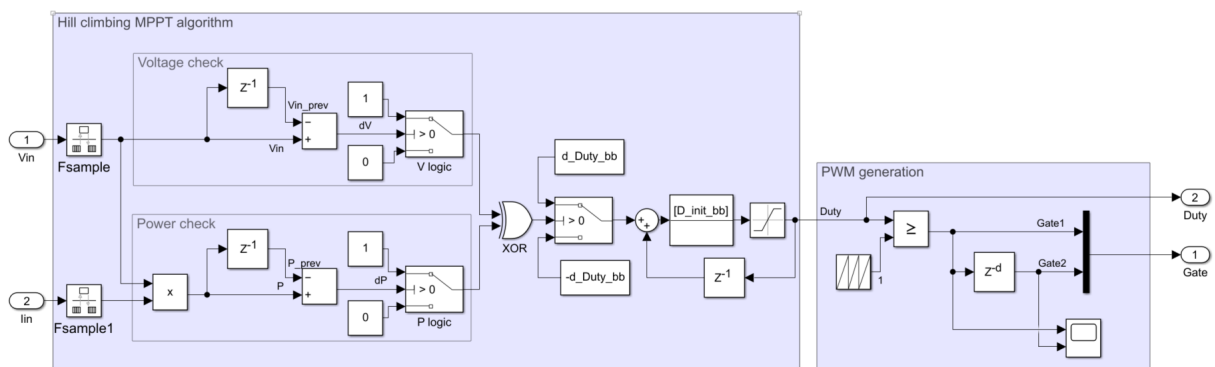 Hill climbing MPPT algorithm
Voltage check
Z-1
Vin_prev
1
dV
> 0
V logic
Vin
0
1
Vin
Fsample
d_Duty_bb
> 0
-d_Duty_bb
XOR
[D_init_bb]
Z-1
Power check
Z-1
P_prev
1
dP
> 0
P logic
P
0
x
2
Iin
Fsample1
PWM generation
Duty
≥
1
Z-d
Gate1
Gate2
2
Duty
1
Gate